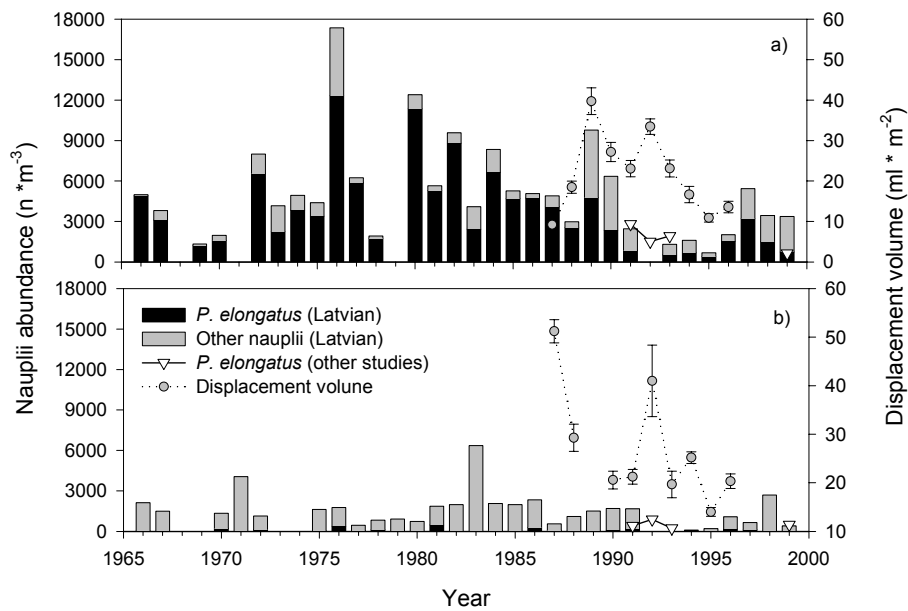 a)
18000
15000
12000
9000
6000
3000
0
60
50
40
30
20
10
0
Nauplii abundance (n *m-3)
Displacement volume (ml * m-2)
b)
P. elongatus (Latvian)
Other nauplii (Latvian)
P. elongatus (other studies)
Displacement volune
18000
15000
12000
9000
6000
3000
0
60
50
40
30
20
10
1965 1970 1975 1980 1985 1990 1995 2000
Year